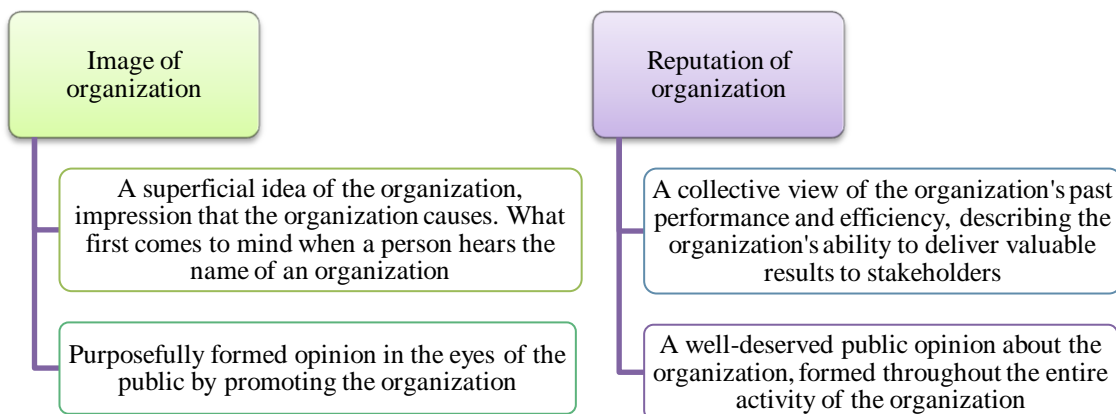 Image of
organization
A superficial idea of the organization,
impression that the organization causes. What
first comes to mind when a person hears the
name of an organization
Purposefully formed opinion in the eyes of the
public by promoting the organization
Reputation of
organization
A collective view of the organization's past
performance and efficiency, describing the
organization's ability to deliver valuable
results to stakeholders
A well-deserved public opinion about the
organization, formed throughout the entire
activity of the organization